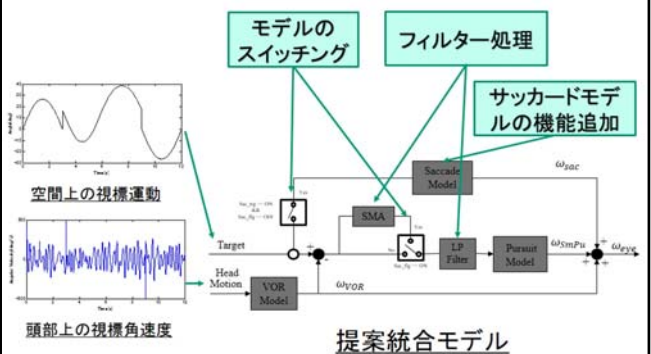 モデルの
スイッチング
フィルター処理
サッカードモデ
ルの機能追加
空間上の視標運動
Time[s]
Saccade
Model
ω_sac
SMA
Target
Head
Motion
VOR
Model
ω_VOR
LP
Filter
Pursuit
Model
ω_SmPu
ω_eye
Time[s]
頭部上の視標角速度
提案統合モデル